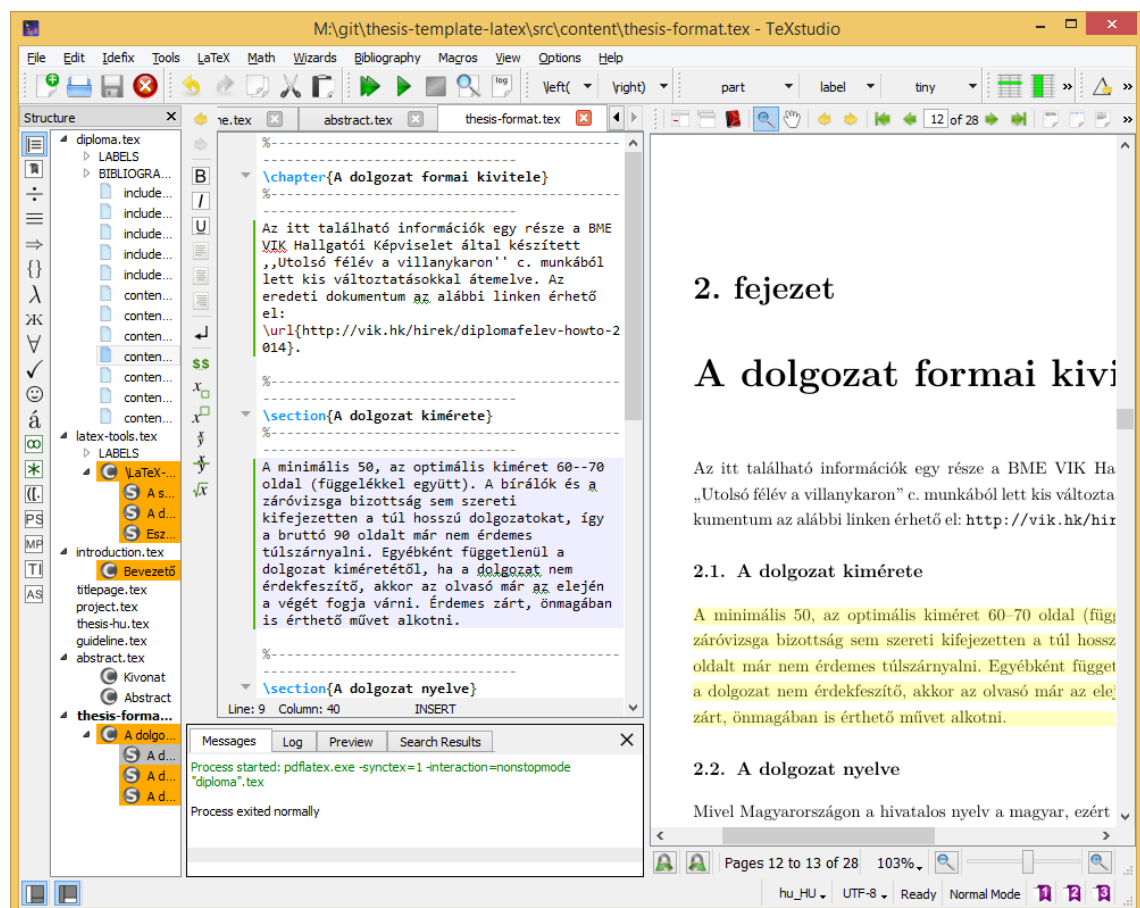 M:\git\thesis-template-latex\src\content\thesis-format.tex - TeXstudio
File Edit Idefix Tools LaTeX Math Wizards Bibliography Macros View Options Help
log \left( \right) part label tiny
Structure
ne.tex abstract.tex thesis-format.tex
12 of 28
diploma.tex
LABELS
BIBLIOGRA...
include...
include...
include...
include...
include...
conten...
conten...
conten...
conten...
conten...
conten...
conten...
latex-tools.tex
LABELS
\LaTeX-...
A s...
A d...
Esz...
introduction.tex
Bevezető
titlepage.tex
project.tex
thesis-hu.tex
guideline.tex
abstract.tex
Kivonat
Abstract
thesis-forma...
A dolgo...
A d...
A d...
A d...
{}
λ
Ж
∀
á
PS
MP
TI
AS
B
I
U
$$
%--------------------------------------------
--------------------------------
\chapter{A dolgozat formai kivitele}
%--------------------------------------------
--------------------------------
Az itt található információk egy része a BME
VIK Hallgatói Képviselet által készített
,,Utolsó félév a villanykaron'' c. munkából
lett kis változtatásokkal átemelve. Az
eredeti dokumentum az alábbi linken érhető
el:
\url{http://vik.hk/hirek/diplomafelev-howto-2
014}.
%--------------------------------------------
--------------------------------
\section{A dolgozat kimérete}
%--------------------------------------------
--------------------------------
A minimális 50, az optimális kiméret 60--70
oldal (függelékkel együtt). A bírálók és a
záróvizsga bizottság sem szereti
kifejezetten a túl hosszú dolgozatokat, így
a bruttó 90 oldalt már nem érdemes
túlszárnyalni. Egyébként függetlenül a
dolgozat kiméretétől, ha a dolgozat nem
érdekfeszítő, akkor az olvasó már az elején
a végét fogja várni. Érdemes zárt, önmagában
is érthető művet alkotni.
%--------------------------------------------
--------------------------------
\section{A dolgozat nyelve}
Line: 9 Column: 40 INSERT
Messages Log Preview Search Results
Process started: pdflatex.exe -synctex=1 -interaction=nonstopmode
"diploma".tex
Process exited normally
2. fejezet
A dolgozat formai kivi
Az itt található információk egy része a BME VIK Ha
„Utolsó félév a villanykaron” c. munkából lett kis változta
kumentum az alábbi linken érhető el: http://vik.hk/hir
2.1. A dolgozat kimérete
A minimális 50, az optimális kiméret 60–70 oldal (függ
záróvizsga bizottság sem szereti kifejezetten a túl hossz
oldalt már nem érdemes túlszárnyalni. Egyébként függet
a dolgozat nem érdekfeszítő, akkor az olvasó már az elej
zárt, önmagában is érthető művet alkotni.
2.2. A dolgozat nyelve
Mivel Magyarországon a hivatalos nyelv a magyar, ezért
Pages 12 to 13 of 28 103%
hu_HU UTF-8 Ready Normal Mode 1 2 3